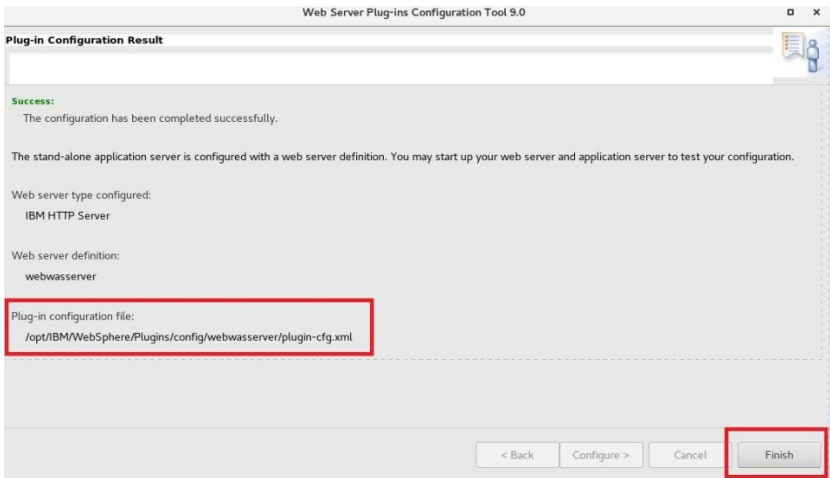 Web Server Plug-ins Configuration Tool 9.0
Plug-in Configuration Result
Success:
The configuration has been completed successfully.
The stand-alone application server is configured with a web server definition. You may start up your web server and application server to test your configuration.
Web server type configured:
IBM HTTP Server
Web server definition:
webwasserver
Plug-in configuration file:
/opt/IBM/WebSphere/Plugins/config/webwasserver/plugin-cfg.xml
< Back Configure > Cancel Finish